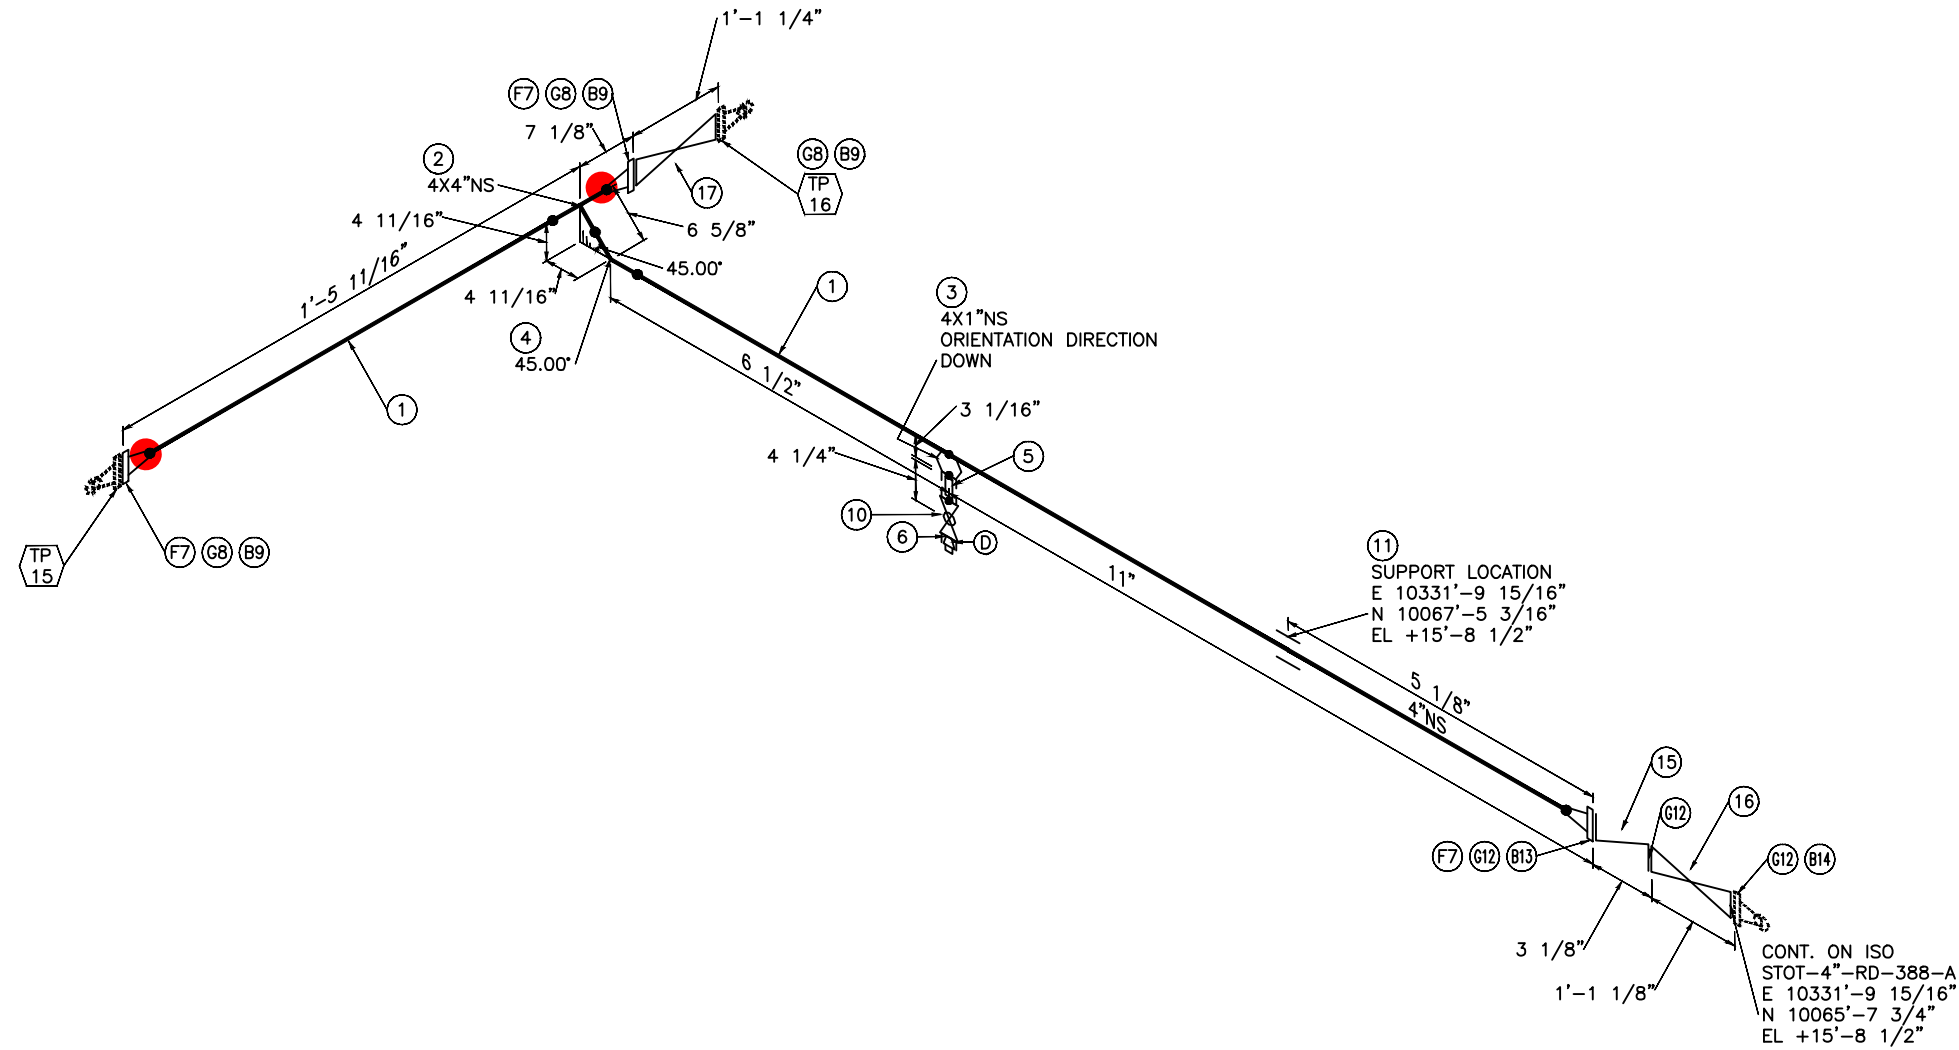 1'-1 1/4"
F7 G8 B9
7 1/8"
G8 B9
TP
16
2
4X4"NS
17
4 11/16"
6 5/8"
1'-5 11/16"
45.00°
4 11/16"
1
3
4X1"NS
ORIENTATION DIRECTION
DOWN
4
45.00°
6 1/2"
1
3 1/16"
4 1/4"
5
10
6
D
TP
15
F7 G8 B9
11
SUPPORT LOCATION
E 10331'-9 15/16"
N 10067'-5 3/16"
EL +15'-8 1/2"
11"
5 1/8"
4"NS
15
16
G12
F7 G12 B13
G12 B14
3 1/8"
1'-1 1/8"
CONT. ON ISO
STOT-4"-RD-388-A
E 10331'-9 15/16"
N 10065'-7 3/4"
EL +15'-8 1/2"